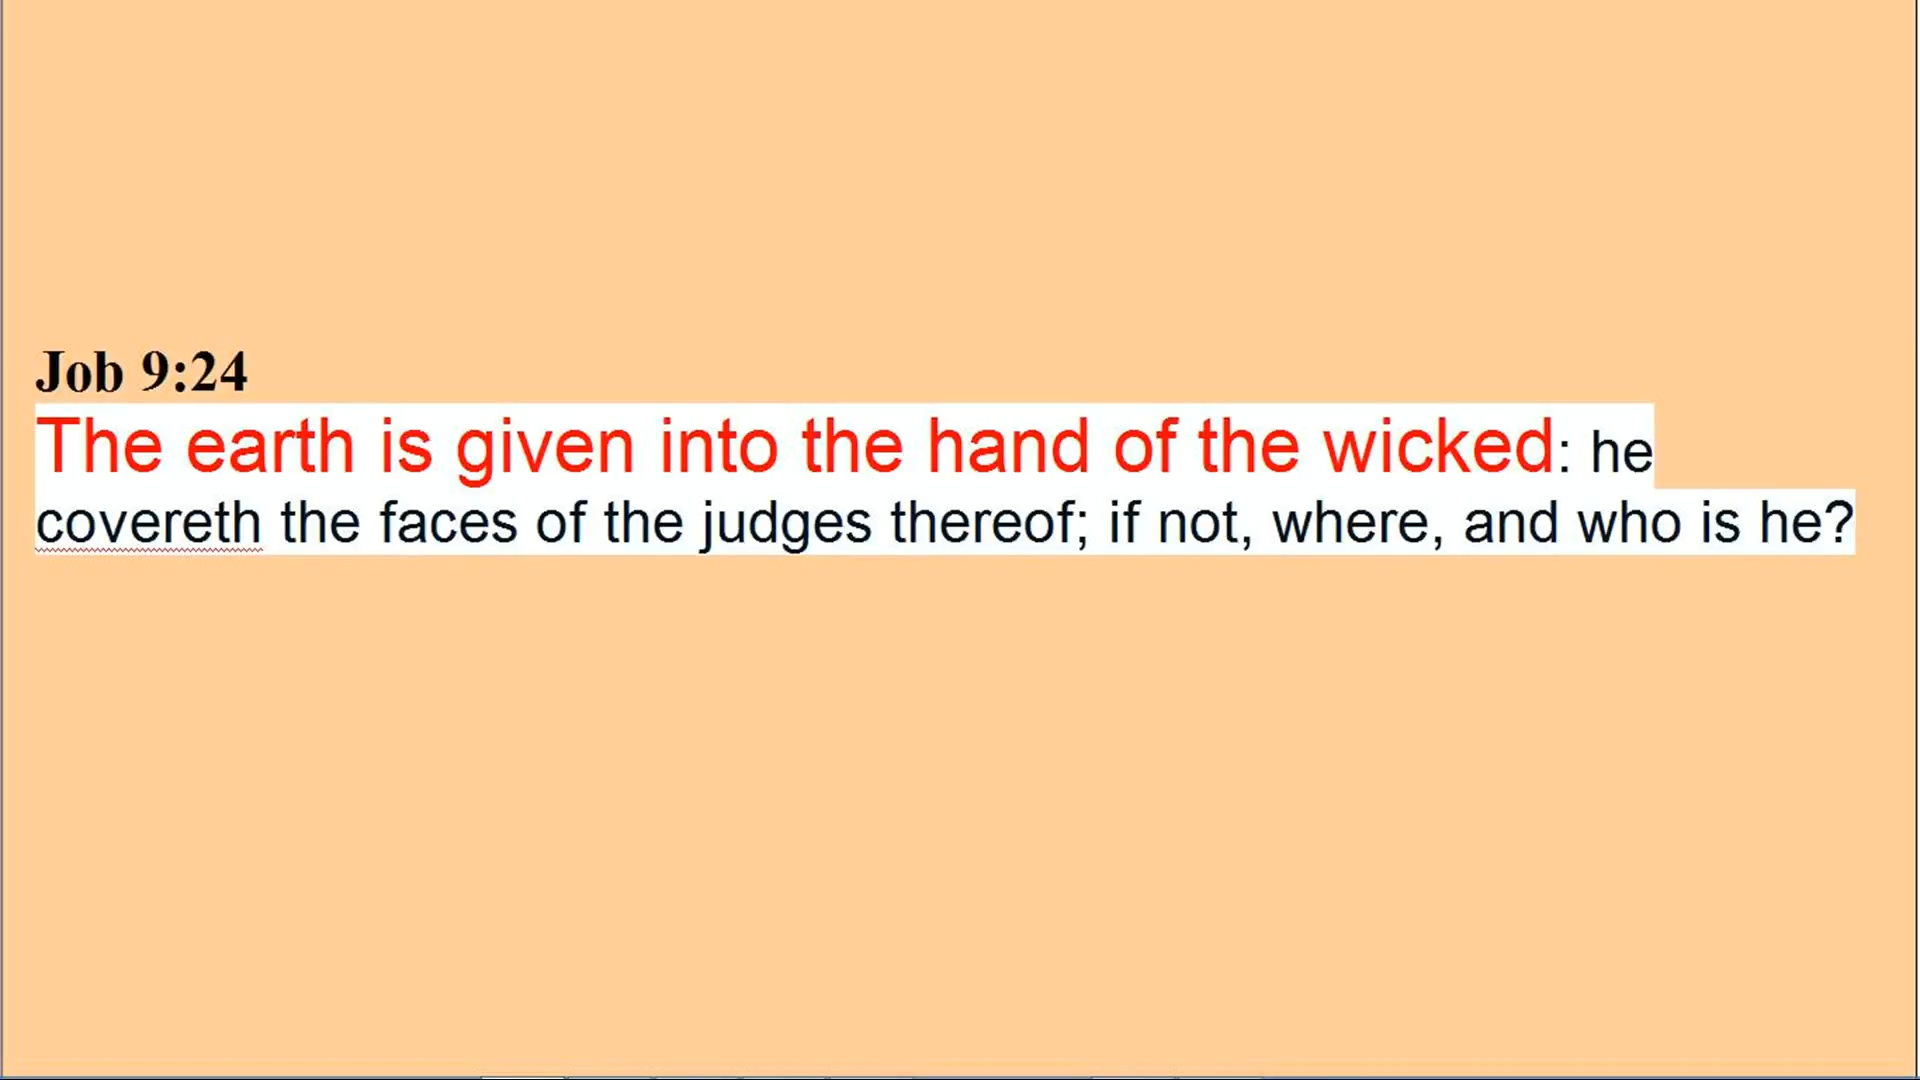 Job 9:24
The earth is given into the hand of the wicked: he
covereth the faces of the judges thereof; if not, where, and who is he?